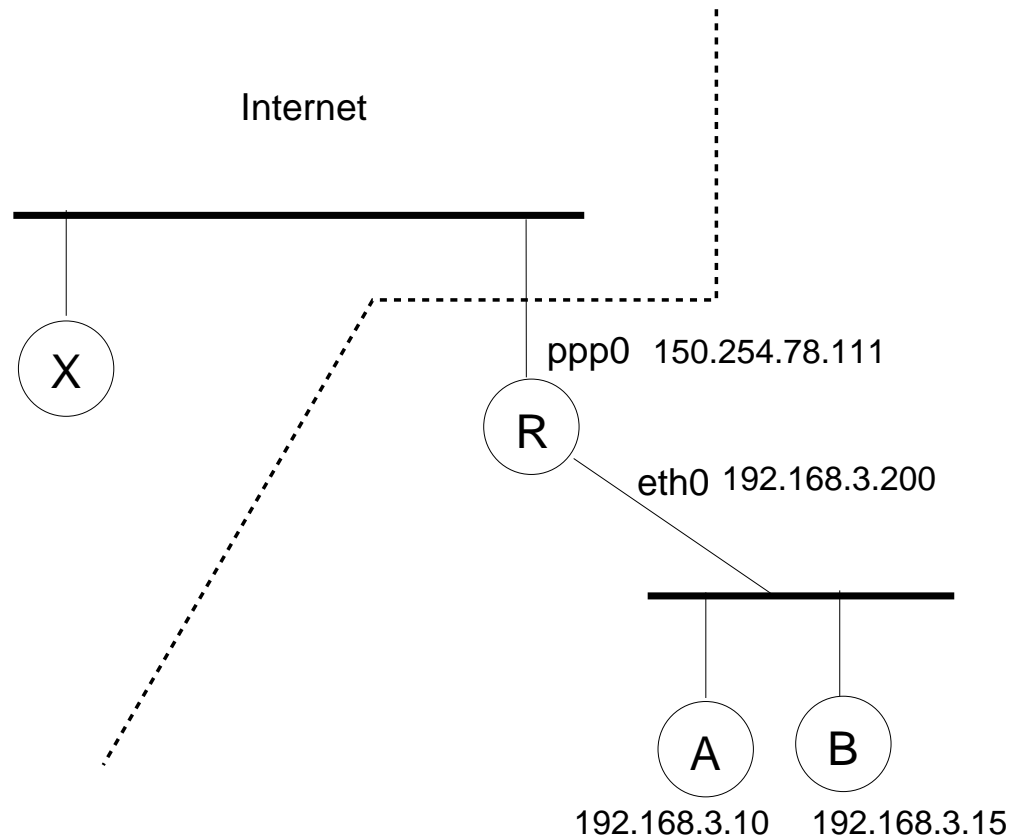 Internet
X
ppp0 150.254.78.111
R
eth0 192.168.3.200
A
B
192.168.3.10
192.168.3.15